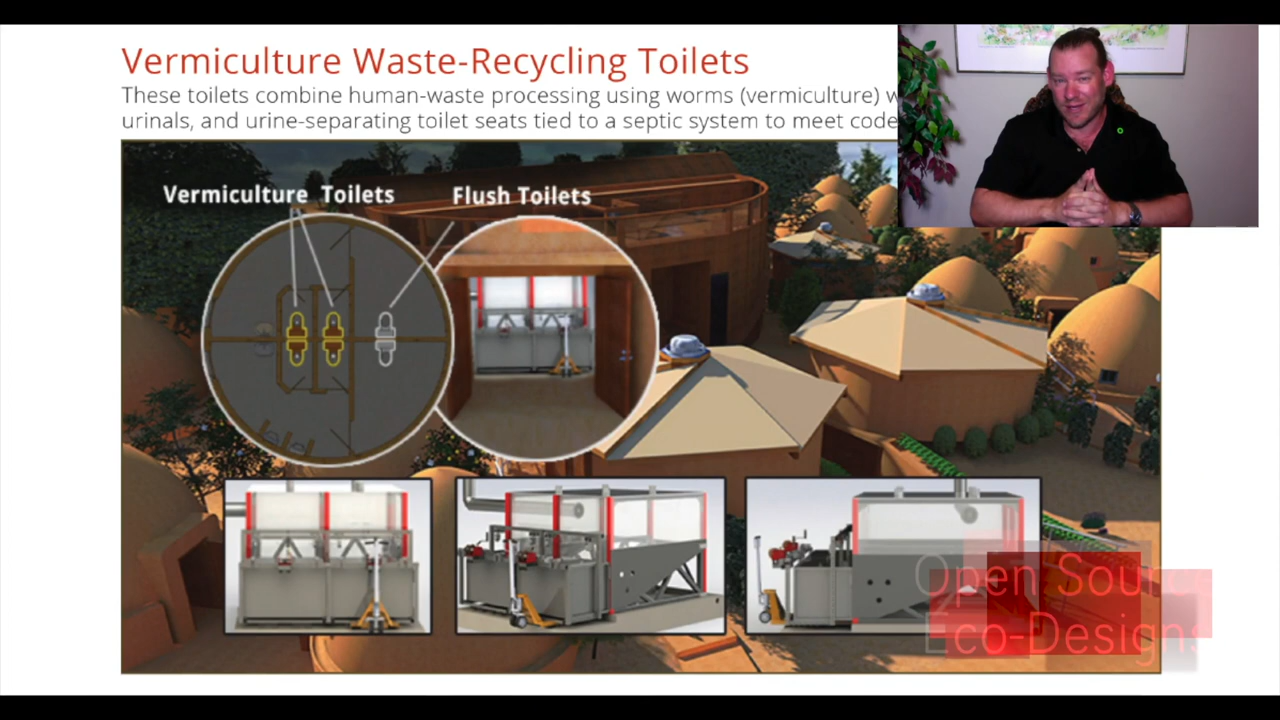 Vermiculture Waste-Recycling Toilets
These toilets combine human-waste processing using worms (vermiculture)
urinals, and urine-separating toilet seats tied to a septic system to meet code
Vermiculture Toilets
Flush Toilets
Open Source
Eco-Designs